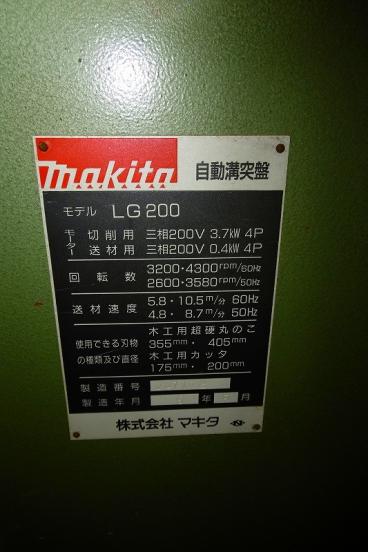 makita 自動溝突盤
モデル LG200
モーター 切削用 三相200V 3.7kW 4P
送材用 三相200V 0.4kW 4P
回転数 3200・4300rpm/60Hz
2600・3580rpm/50Hz
送材速度 5.8・10.5m/分 60Hz
4.8・8.7m/分 50Hz
使用できる刃物の種類及び直径 木工用超硬丸のこ
355mm・405mm
木工用カッタ
175mm・200mm
製造番号
製造年月 年 月
株式会社マキタ